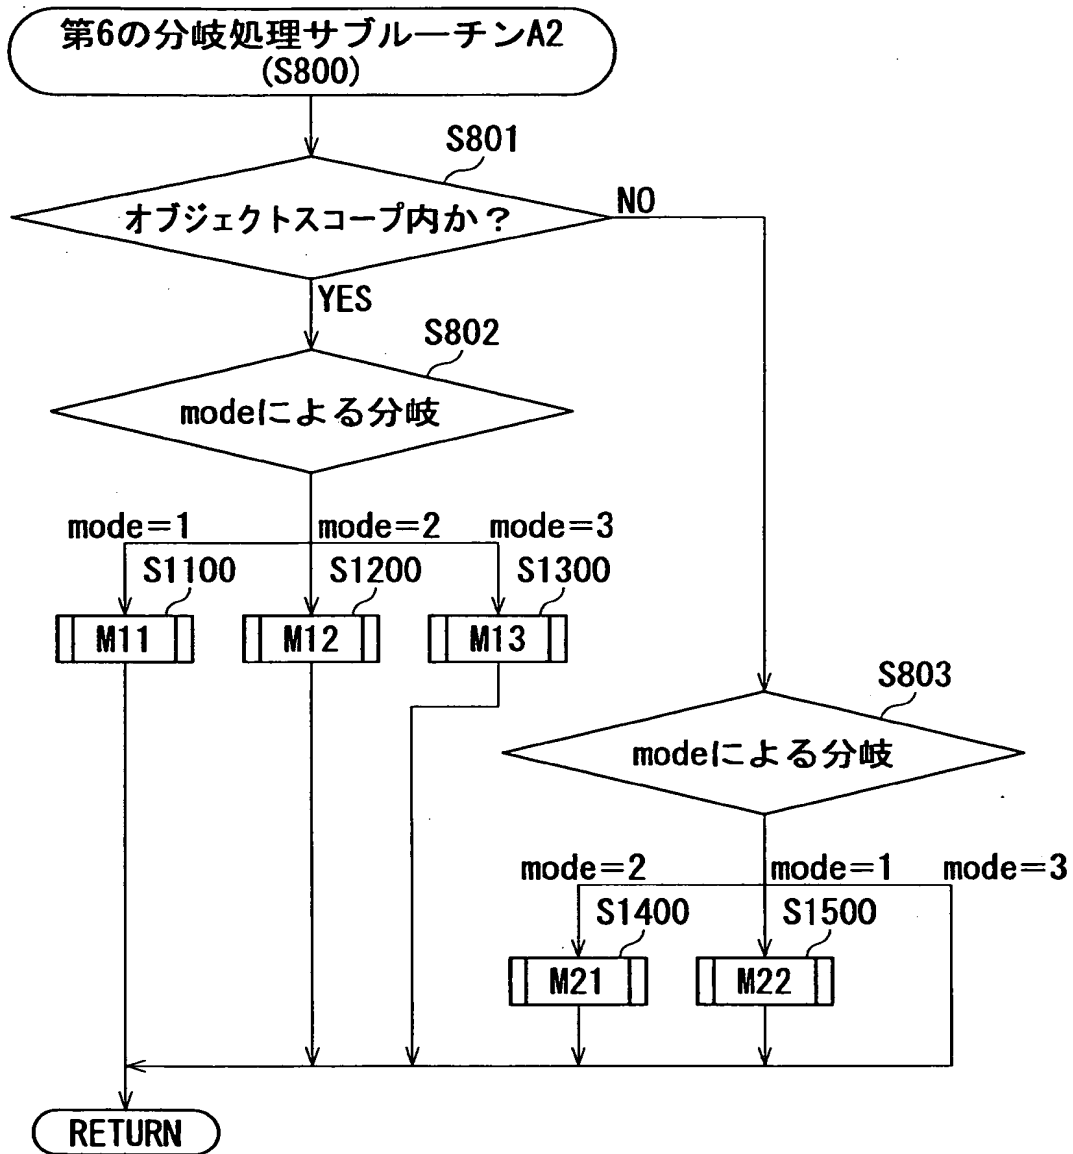 第6の分岐処理サブルーチンA2
(S800)
S801
オブジェクトスコープ内か？
NO
YES
S802
modeによる分岐
mode=1
mode=2
mode=3
S1100
S1200
S1300
M11
M12
M13
S803
modeによる分岐
mode=2
mode=1
mode=3
S1400
S1500
M21
M22
RETURN